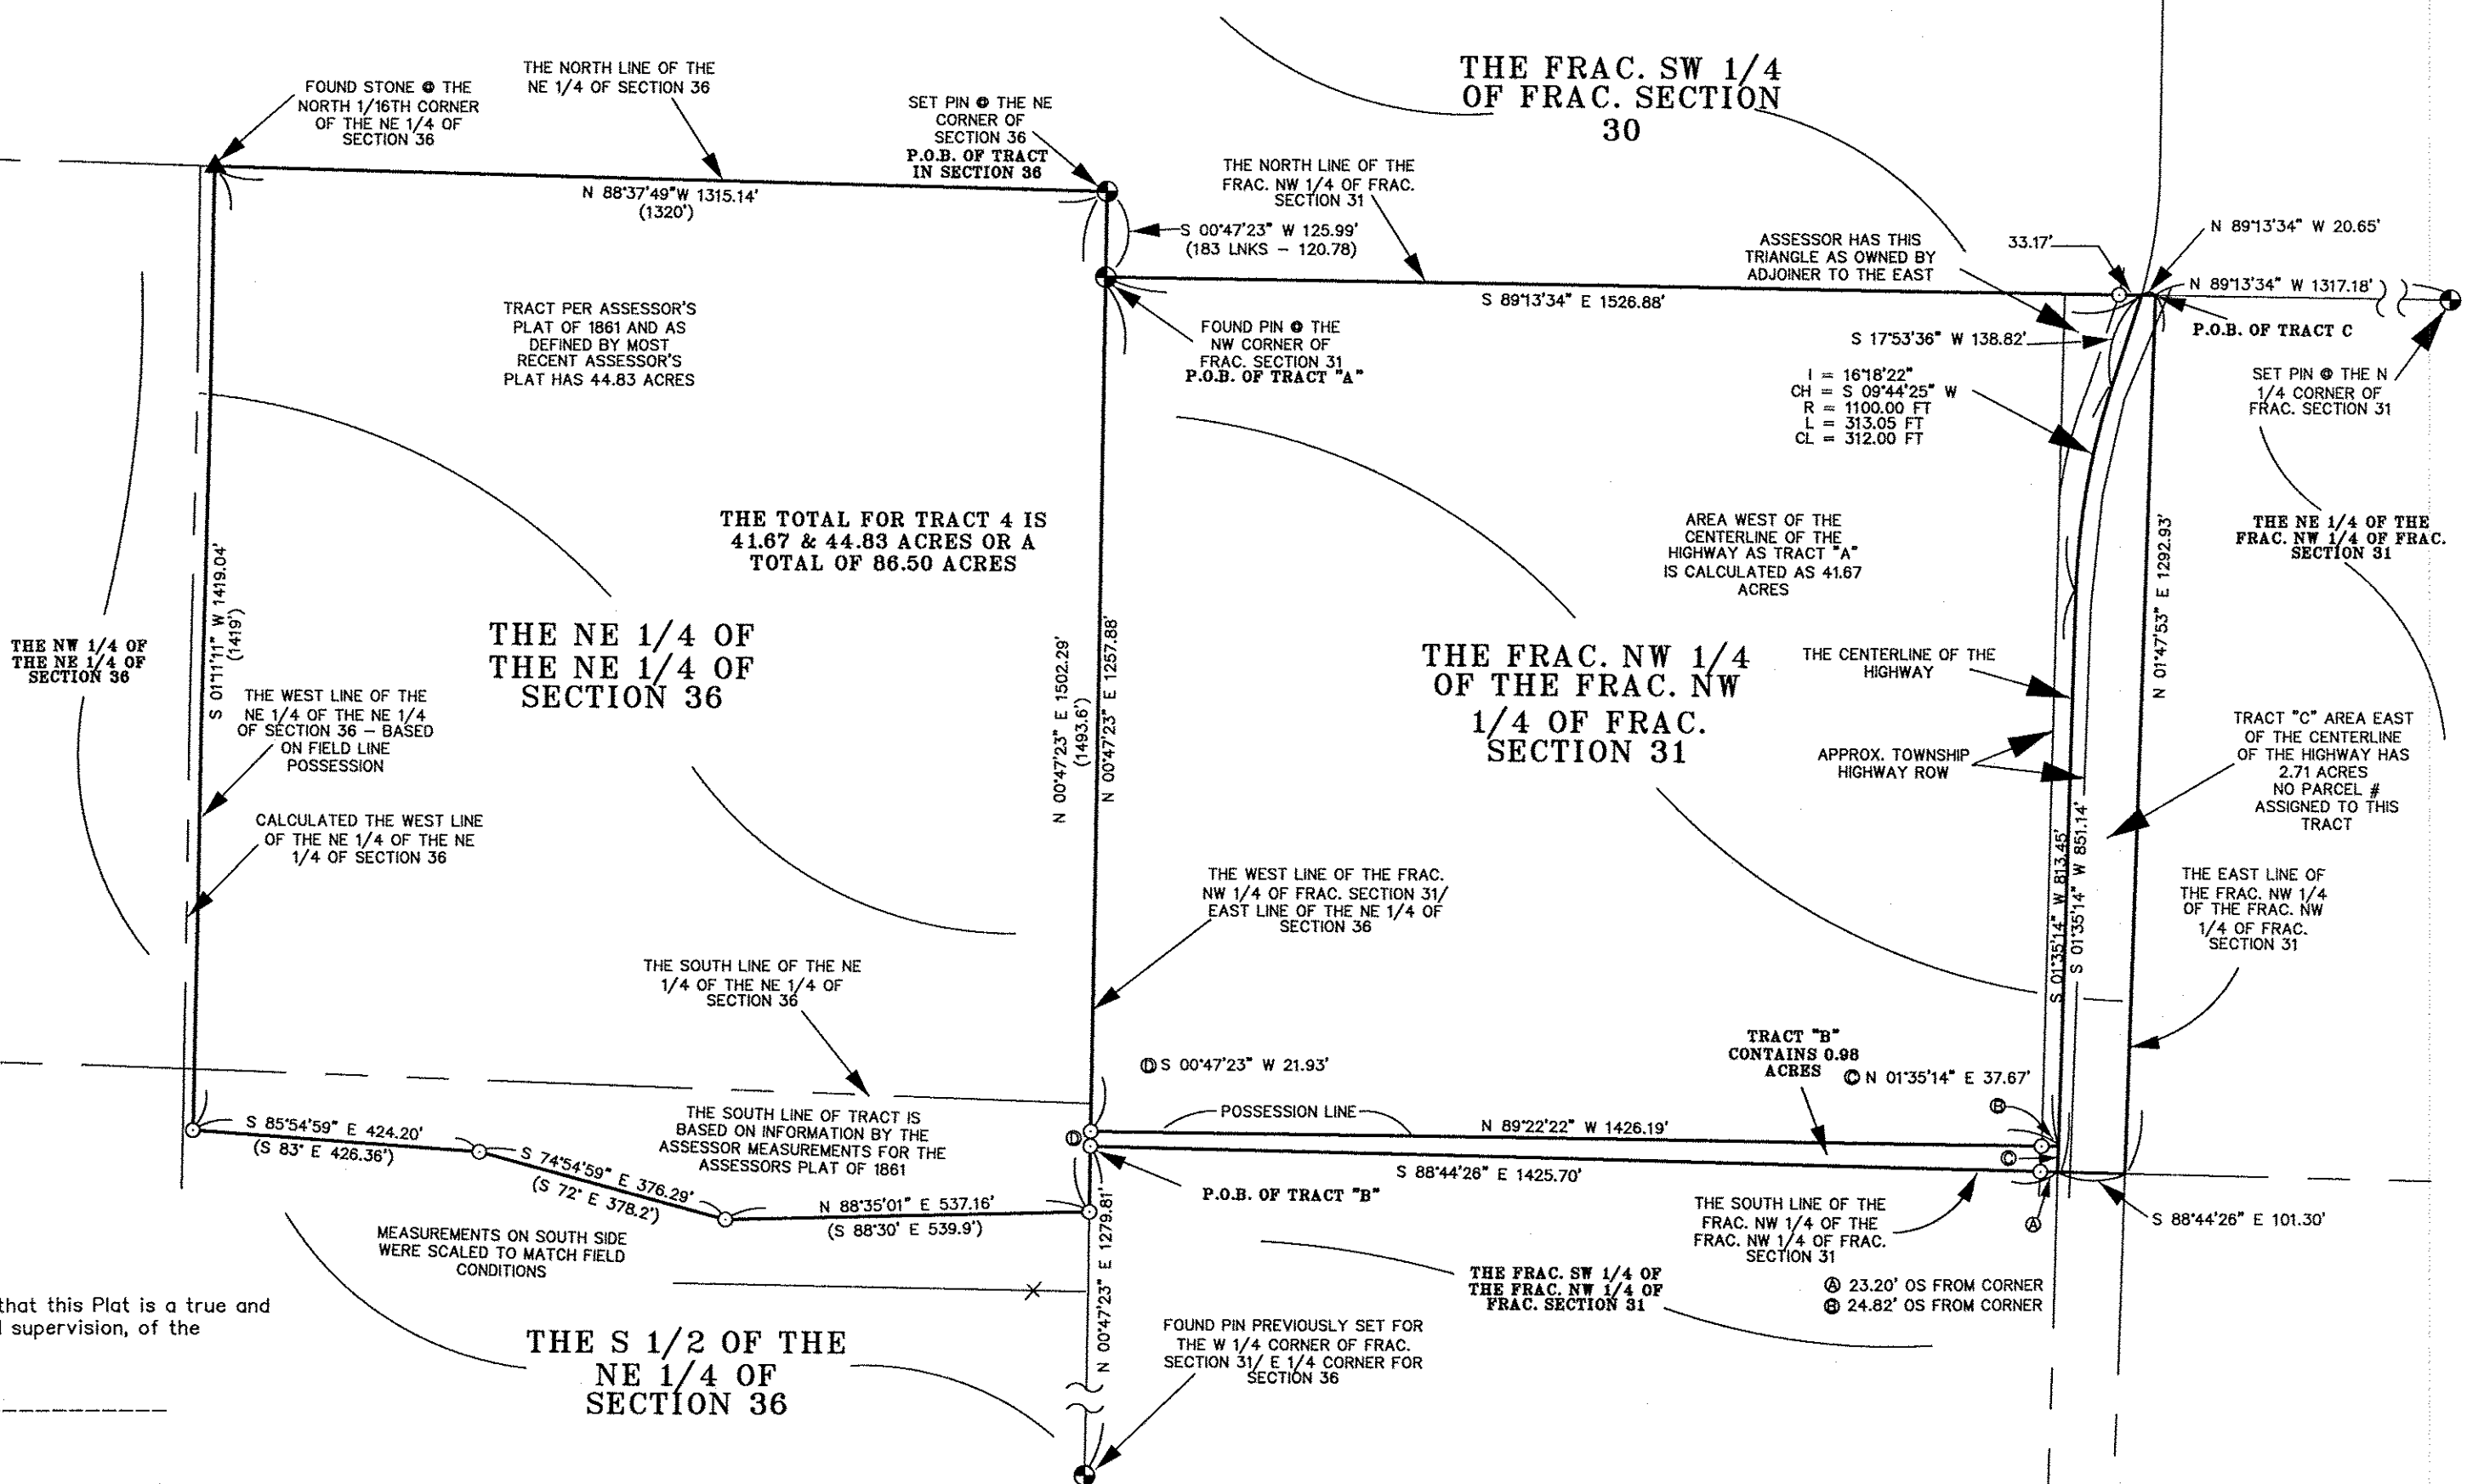 THE FRAC. SW 1/4
OF FRAC. SECTION
30
FOUND STONE @ THE
NORTH 1/16TH CORNER
OF THE NE 1/4 OF
SECTION 36
THE NORTH LINE OF THE
NE 1/4 OF SECTION 36
SET PIN @ THE NE
CORNER OF
SECTION 36
P.O.B. OF TRACT
IN SECTION 36
N 88°37'49"W 1315.14'
(1320')
THE NORTH LINE OF THE
FRAC. NW 1/4 OF FRAC.
SECTION 31
S 00°47'23" W 125.99'
(183 LNKS - 120.78)
ASSESSOR HAS THIS
TRIANGLE AS OWNED BY
ADJOINER TO THE EAST
33.17'
N 89°13'34" W 20.65'
N 89°13'34" W 1317.18'
S 89°13'34" E 1526.88'
P.O.B. OF TRACT C
TRACT PER ASSESSOR'S
PLAT OF 1861 AND AS
DEFINED BY MOST
RECENT ASSESSOR'S
PLAT HAS 44.83 ACRES
FOUND PIN @ THE
NW CORNER OF
FRAC. SECTION 31
P.O.B. OF TRACT "A"
S 17°53'36" W 138.82'
I = 16°18'22"
CH = S 09°44'25" W
R = 1100.00 FT
L = 313.05 FT
CL = 312.00 FT
SET PIN @ THE N
1/4 CORNER OF
FRAC. SECTION 31
THE TOTAL FOR TRACT 4 IS
41.67 & 44.83 ACRES OR A
TOTAL OF 86.50 ACRES
AREA WEST OF THE
CENTERLINE OF THE
HIGHWAY AS TRACT "A"
IS CALCULATED AS 41.67
ACRES
THE NE 1/4 OF THE
FRAC. NW 1/4 OF FRAC.
SECTION 31
S 01°11'11" W 1419.04'
(1419')
N 00°47'23" E 1502.29'
(1493.6')
N 00°47'23" E 1257.88'
N 01°47'53" E 1292.93'
THE NW 1/4 OF
THE NE 1/4 OF
SECTION 36
THE NE 1/4 OF
THE NE 1/4 OF
SECTION 36
THE FRAC. NW 1/4
OF THE FRAC. NW
1/4 OF FRAC.
SECTION 31
THE CENTERLINE OF THE
HIGHWAY
THE WEST LINE OF THE
NE 1/4 OF THE NE 1/4
OF SECTION 36 - BASED
ON FIELD LINE
POSSESSION
APPROX. TOWNSHIP
HIGHWAY ROW
TRACT "C" AREA EAST
OF THE CENTERLINE
OF THE HIGHWAY HAS
2.71 ACRES
NO PARCEL #
ASSIGNED TO THIS
TRACT
CALCULATED THE WEST LINE
OF THE NE 1/4 OF THE NE
1/4 OF SECTION 36
S 01°35'14" W 813.45'
S 01°35'14" W 851.14'
THE WEST LINE OF THE FRAC.
NW 1/4 OF FRAC. SECTION 31/
EAST LINE OF THE NE 1/4 OF
SECTION 36
THE EAST LINE OF
THE FRAC. NW 1/4
OF THE FRAC. NW
1/4 OF FRAC.
SECTION 31
THE SOUTH LINE OF THE NE
1/4 OF THE NE 1/4 OF
SECTION 36
D S 00°47'23" W 21.93'
TRACT "B"
CONTAINS 0.98
ACRES
C N 01°35'14" E 37.67'
B
POSSESSION LINE
N 89°22'22" W 1426.19'
D
C
S 88°44'26" E 1425.70'
P.O.B. OF TRACT "B"
THE SOUTH LINE OF TRACT IS
BASED ON INFORMATION BY THE
ASSESSOR MEASUREMENTS FOR THE
ASSESSORS PLAT OF 1861
S 85°54'59" E 424.20'
(S 83° E 426.36')
S 74°54'59" E 376.29'
(S 72° E 378.2')
N 88°35'01" E 537.16'
(S 88°30' E 539.9')
MEASUREMENTS ON SOUTH SIDE
WERE SCALED TO MATCH FIELD
CONDITIONS
N 00°47'23" E 1279.81'
THE SOUTH LINE OF THE
FRAC. NW 1/4 OF THE
FRAC. NW 1/4 OF FRAC.
SECTION 31
A
S 88°44'26" E 101.30'
THE FRAC. SW 1/4 OF
THE FRAC. NW 1/4 OF
FRAC. SECTION 31
A 23.20' OS FROM CORNER
B 24.82' OS FROM CORNER
that this Plat is a true and
supervision, of the
THE S 1/2 OF THE
NE 1/4 OF
SECTION 36
FOUND PIN PREVIOUSLY SET FOR
THE W 1/4 CORNER OF FRAC.
SECTION 31/ E 1/4 CORNER FOR
SECTION 36